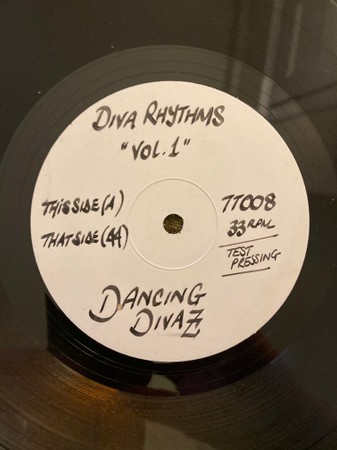 DIVA RHYTHMS
"VOL.1"
THIS SIDE (A)
THAT SIDE (AA)
TT008
33 RPM
TEST
PRESSING
DANCING
DIVAZ